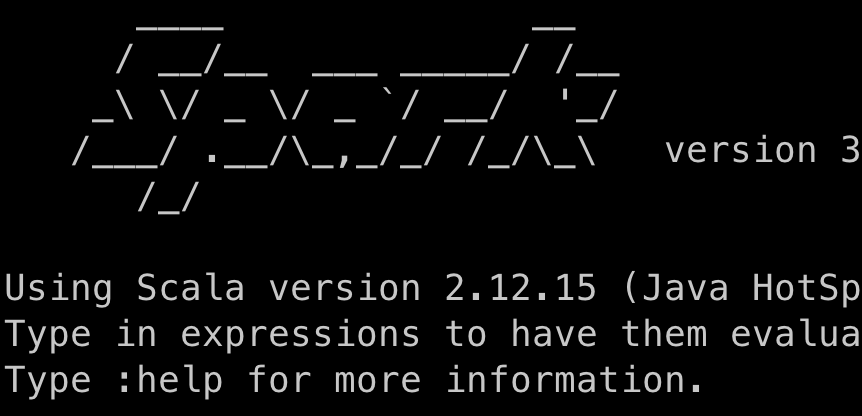 ____              __
     / __/__  ___ _____/ /__
    _\ \/ _ \/ _ `/ __/  '_/
   /___/ .__/\_,_/_/ /_/\_\   version 3
      /_/

Using Scala version 2.12.15 (Java HotSp
Type in expressions to have them evalua
Type :help for more information.